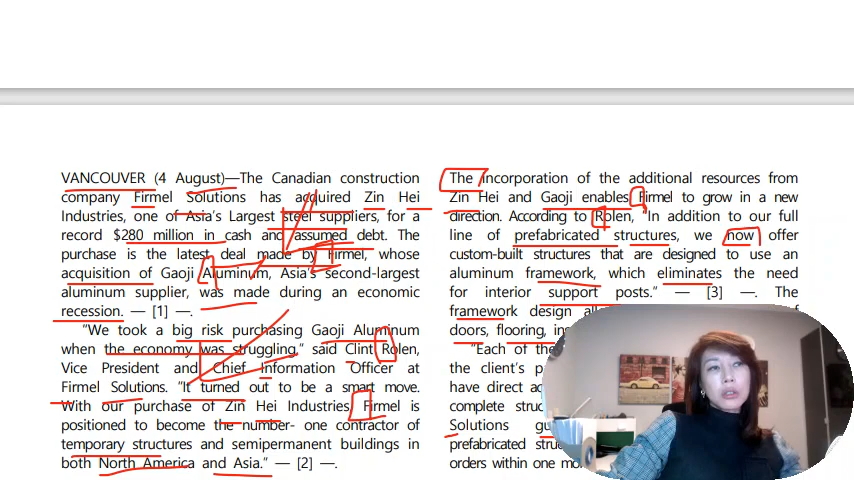 VANCOUVER (4 August)—The Canadian construction
company Firmel Solutions has acquired Zin Hei
Industries, one of Asia's Largest steel suppliers, for a
record $280 million in cash and assumed debt. The
purchase is the latest deal made by Firmel, whose
acquisition of Gaoji Aluminum, Asia's second-largest
aluminum supplier, was made during an economic
recession. — [1] —.
"We took a big risk purchasing Gaoji Aluminum
when the economy was struggling," said Clint Rolen,
Vice President and Chief Information Officer at
Firmel Solutions. "It turned out to be a smart move.
With our purchase of Zin Hei Industries, Firmel is
positioned to become the number- one contractor of
temporary structures and semipermanent buildings in
both North America and Asia." — [2] —.
The incorporation of the additional resources from
Zin Hei and Gaoji enables Firmel to grow in a new
direction. According to Rolen, "In addition to our full
line of prefabricated structures, we now offer
custom-built structures that are designed to use an
aluminum framework, which eliminates the need
for interior support posts." — [3] —. The
framework design
doors, flooring,
"Each of
the client's
have direct
complete
Solutions
prefabricated
orders within one